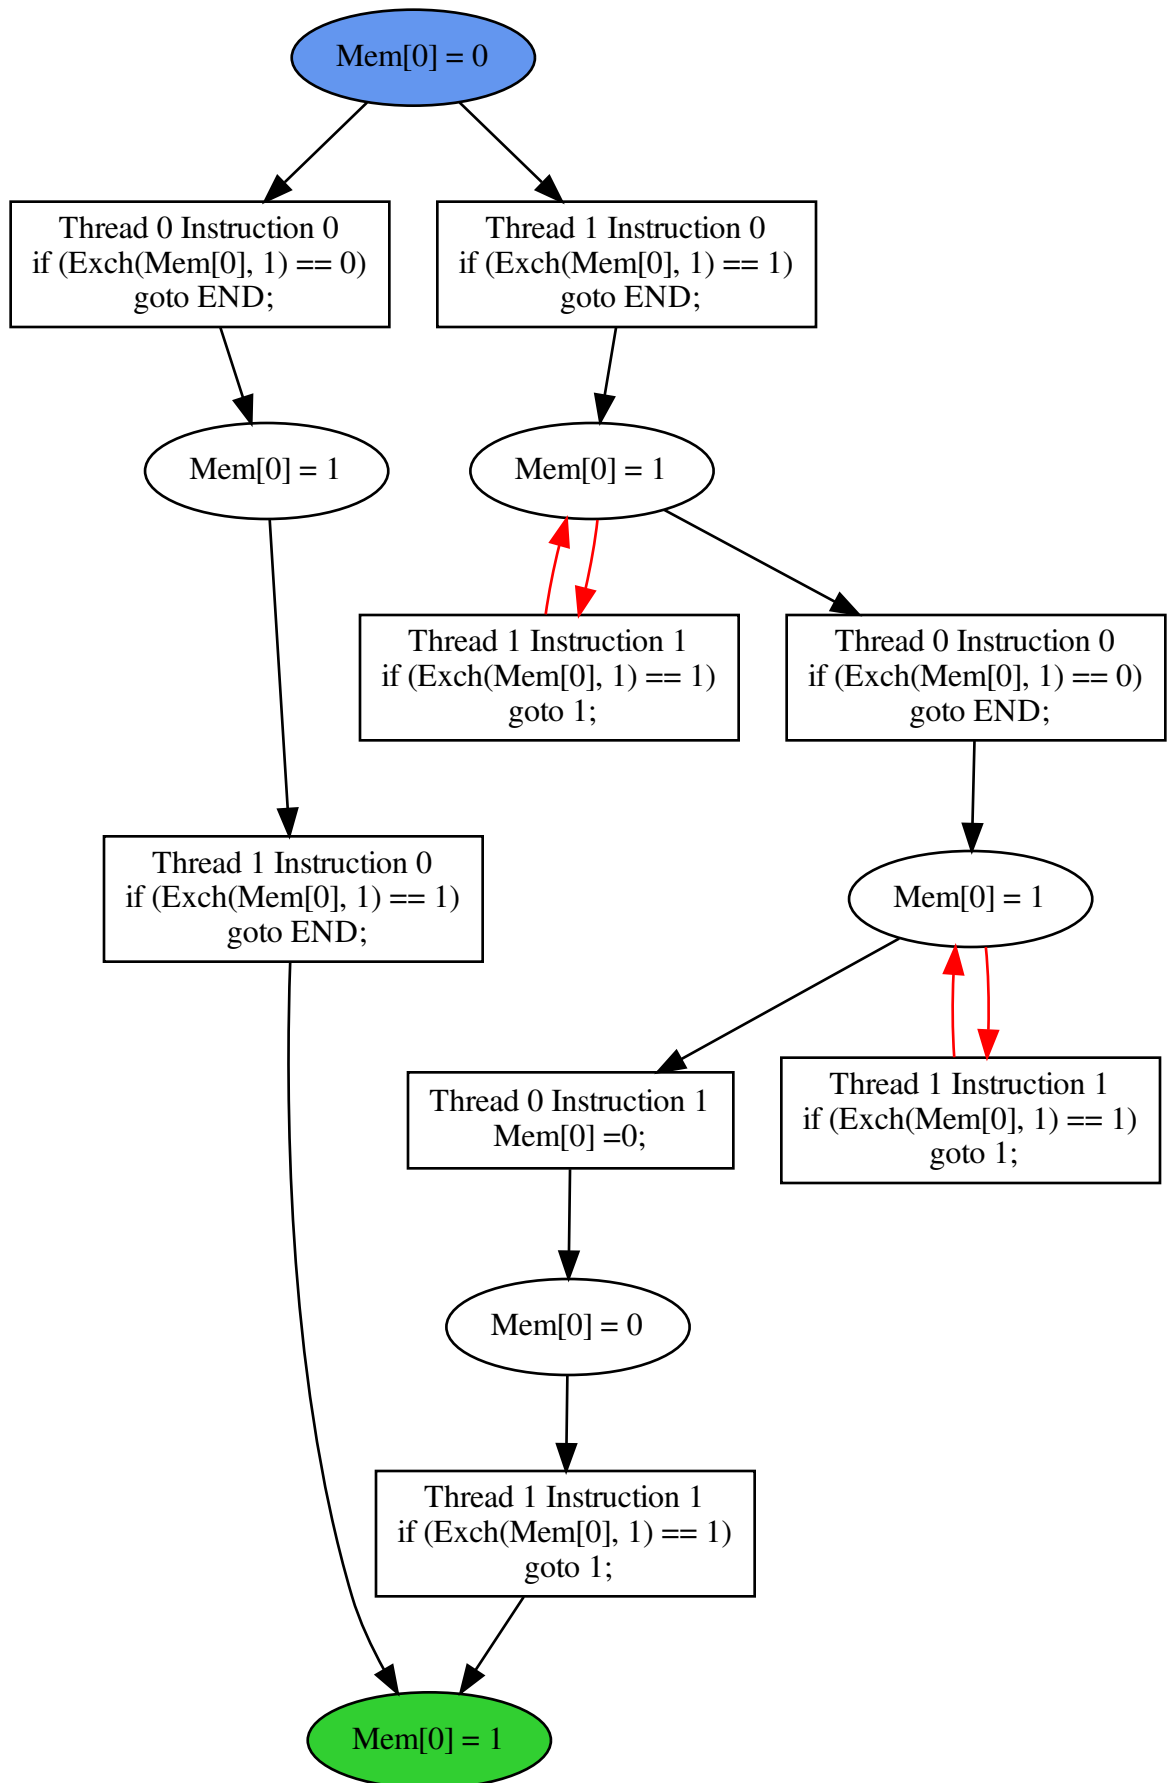 Mem[0] = 0
Thread 0 Instruction 0
if (Exch(Mem[0], 1) == 0)
goto END;
Thread 1 Instruction 0
if (Exch(Mem[0], 1) == 1)
goto END;
Mem[0] = 1
Mem[0] = 1
Thread 1 Instruction 1
if (Exch(Mem[0], 1) == 1)
goto 1;
Thread 0 Instruction 0
if (Exch(Mem[0], 1) == 0)
goto END;
Thread 1 Instruction 0
if (Exch(Mem[0], 1) == 1)
goto END;
Mem[0] = 1
Thread 0 Instruction 1
Mem[0] =0;
Thread 1 Instruction 1
if (Exch(Mem[0], 1) == 1)
goto 1;
Mem[0] = 0
Thread 1 Instruction 1
if (Exch(Mem[0], 1) == 1)
goto 1;
Mem[0] = 1